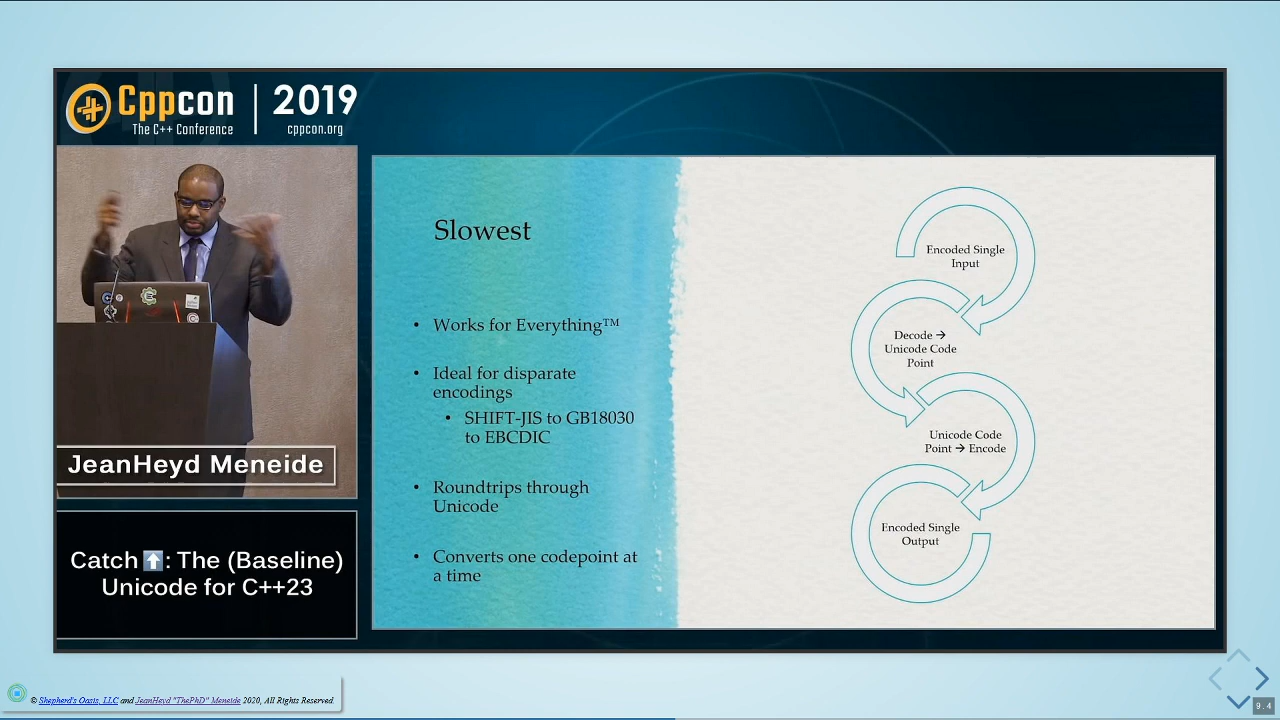 Cppcon | 2019
The C++ Conference
cppcon.org
JeanHeyd Meneide
Catch ⬆: The (Baseline)
Unicode for C++23
Slowest
• Works for Everything™
• Ideal for disparate
encodings
• SHIFT-JIS to GB18030
to EBCDIC
• Roundtrips through
Unicode
• Converts one codepoint at
a time
Encoded Single
Input
Decode →
Unicode Code
Point
Unicode Code
Point → Encode
Encoded Single
Output
© Shepherd's Oasis, LLC and JeanHeyd "ThePhD" Meneide 2020, All Rights Reserved.
9.4